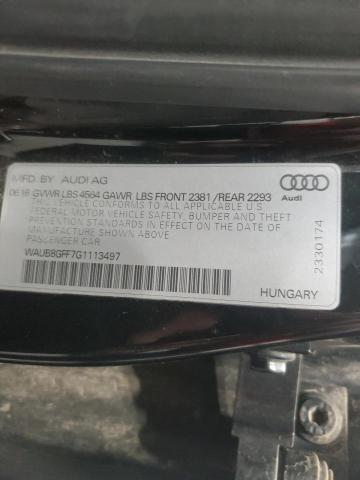 MFD. BY AUDI AG
06.16 GVWR LBS 4564 GAWR LBS FRONT 2381 / REAR 2293
THIS VEHICLE CONFORMS TO ALL APPLICABLE U.S.
FEDERAL MOTOR VEHICLE SAFETY, BUMPER AND THEFT
PREVENTION STANDARDS IN EFFECT ON THE DATE
OF MANUFACTURE SHOWN ABOVE.
PASSENGER CAR
WAUB8GFF7G1113497
Audi
2330174
HUNGARY